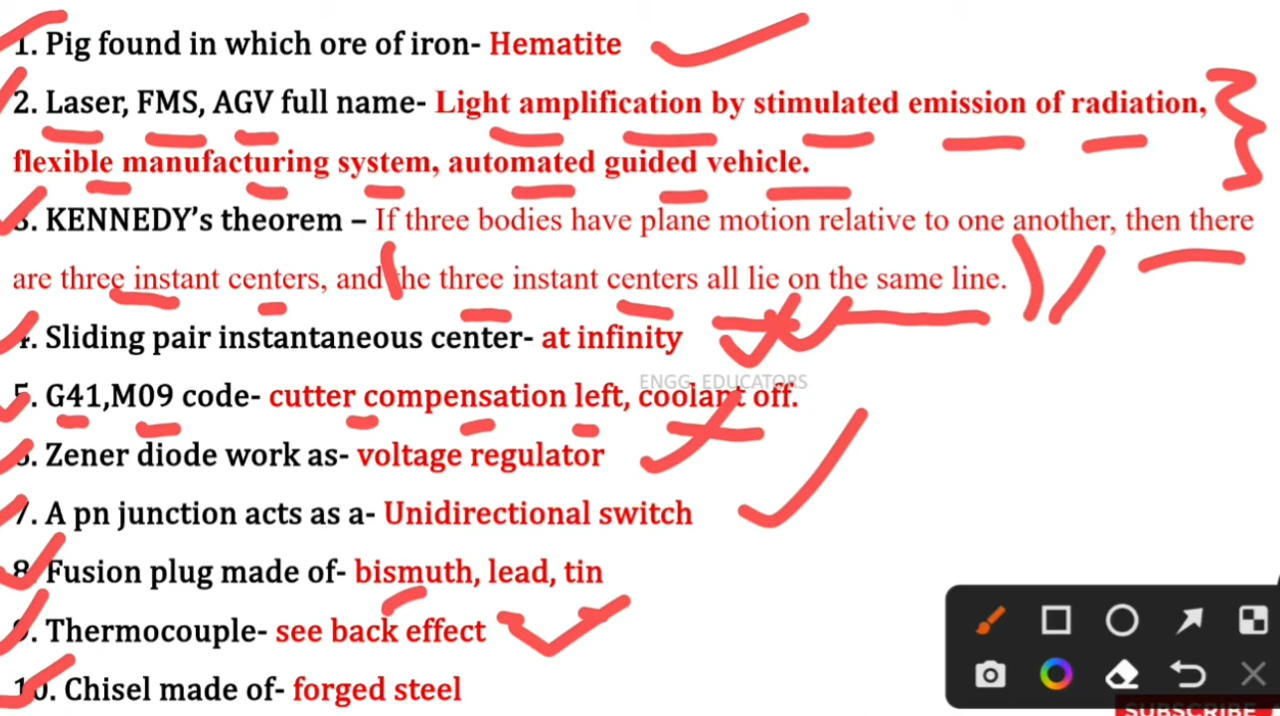 1. Pig found in which ore of iron- Hematite
2. Laser, FMS, AGV full name- Light amplification by stimulated emission of radiation,
flexible manufacturing system, automated guided vehicle.
3. KENNEDY's theorem – If three bodies have plane motion relative to one another, then there
are three instant centers, and the three instant centers all lie on the same line.
4. Sliding pair instantaneous center- at infinity
ENGG. EDUCATORS
5. G41,M09 code- cutter compensation left, coolant off.
6. Zener diode work as- voltage regulator
7. A pn junction acts as a- Unidirectional switch
8. Fusion plug made of- bismuth, lead, tin
9. Thermocouple- see back effect
10. Chisel made of- forged steel
SUBSCRIBE